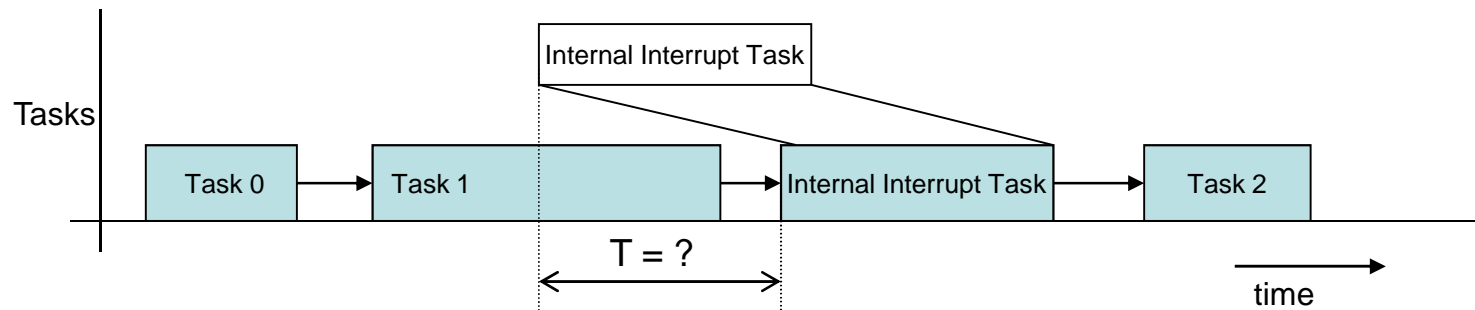 Internal Interrupt Task
Tasks
Task 0
Task 1
Internal Interrupt Task
Task 2
T = ?
time